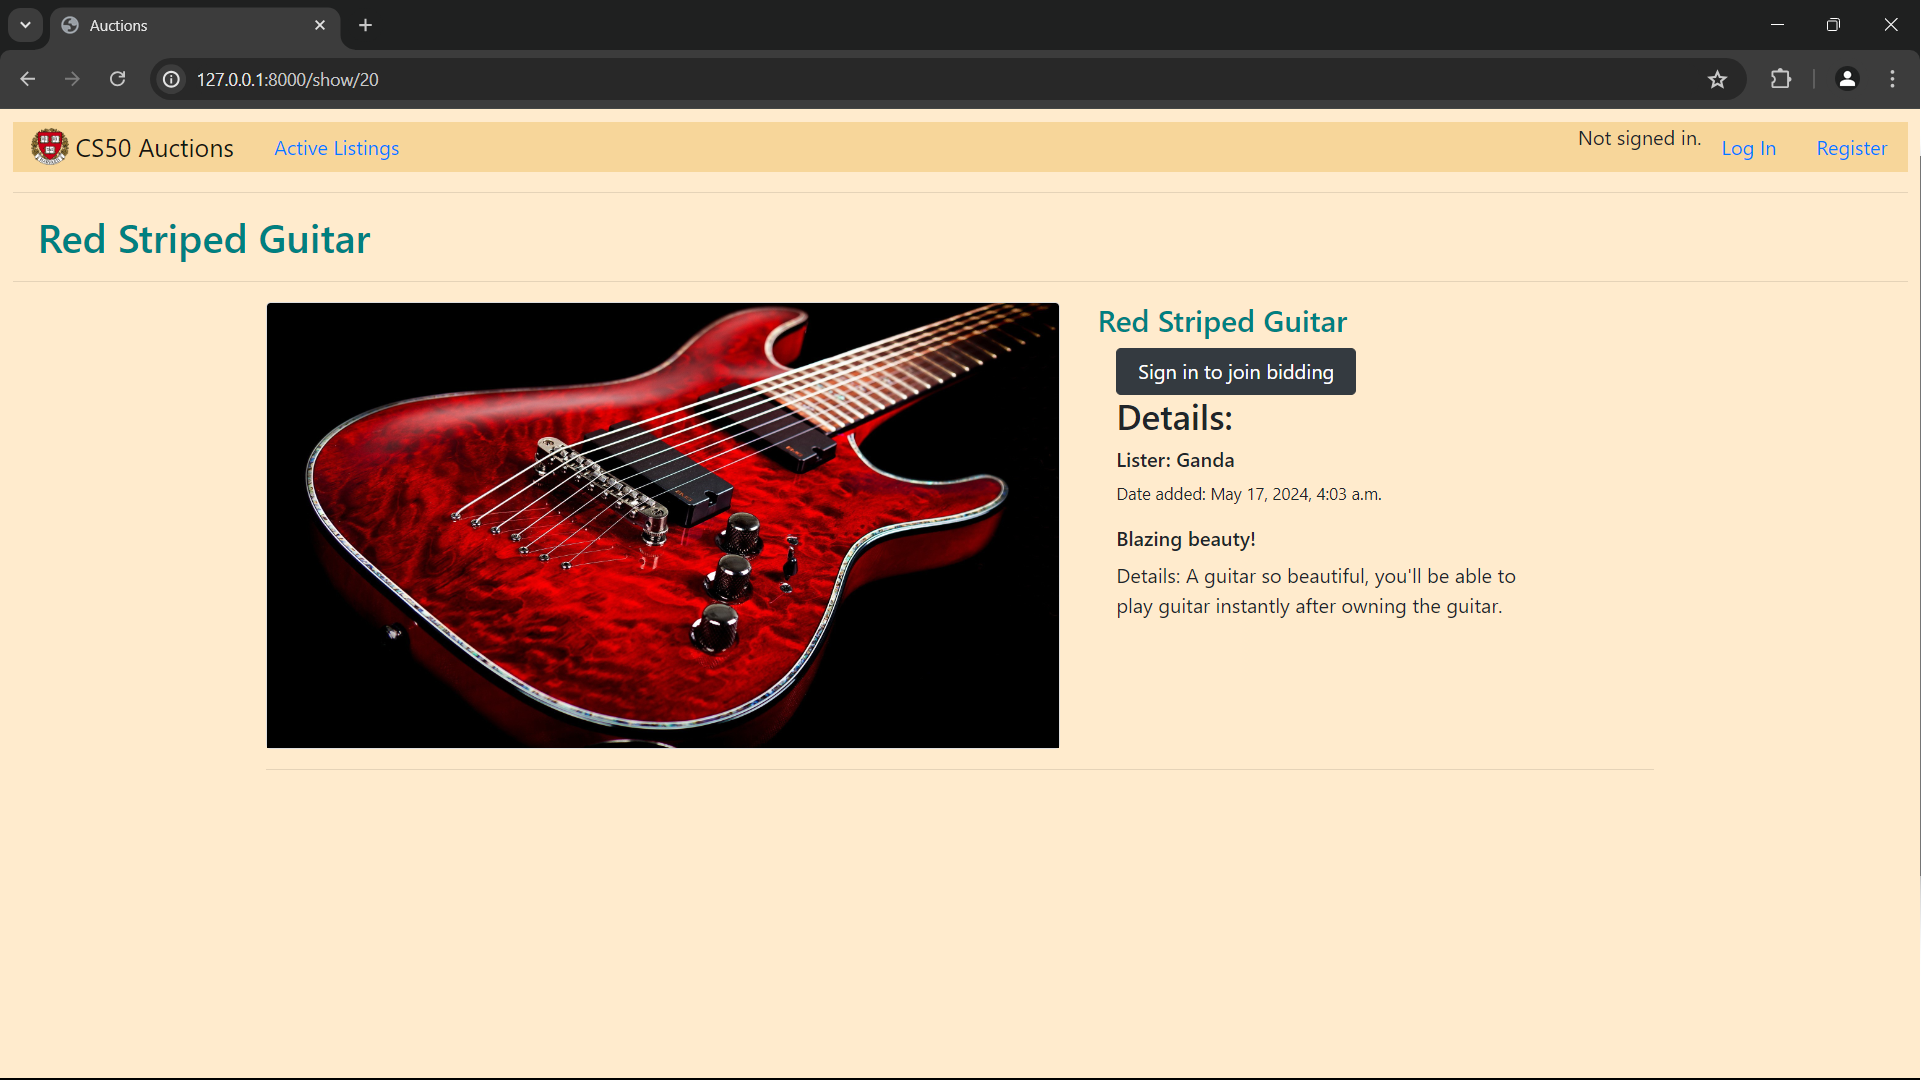 Auctions
127.0.0.1:8000/show/20
CS50 Auctions
Active Listings
Not signed in.
Log In
Register
Red Striped Guitar
Red Striped Guitar
Sign in to join bidding
Details:
Lister: Ganda
Date added: May 17, 2024, 4:03 a.m.
Blazing beauty!
Details: A guitar so beautiful, you'll be able to
play guitar instantly after owning the guitar.